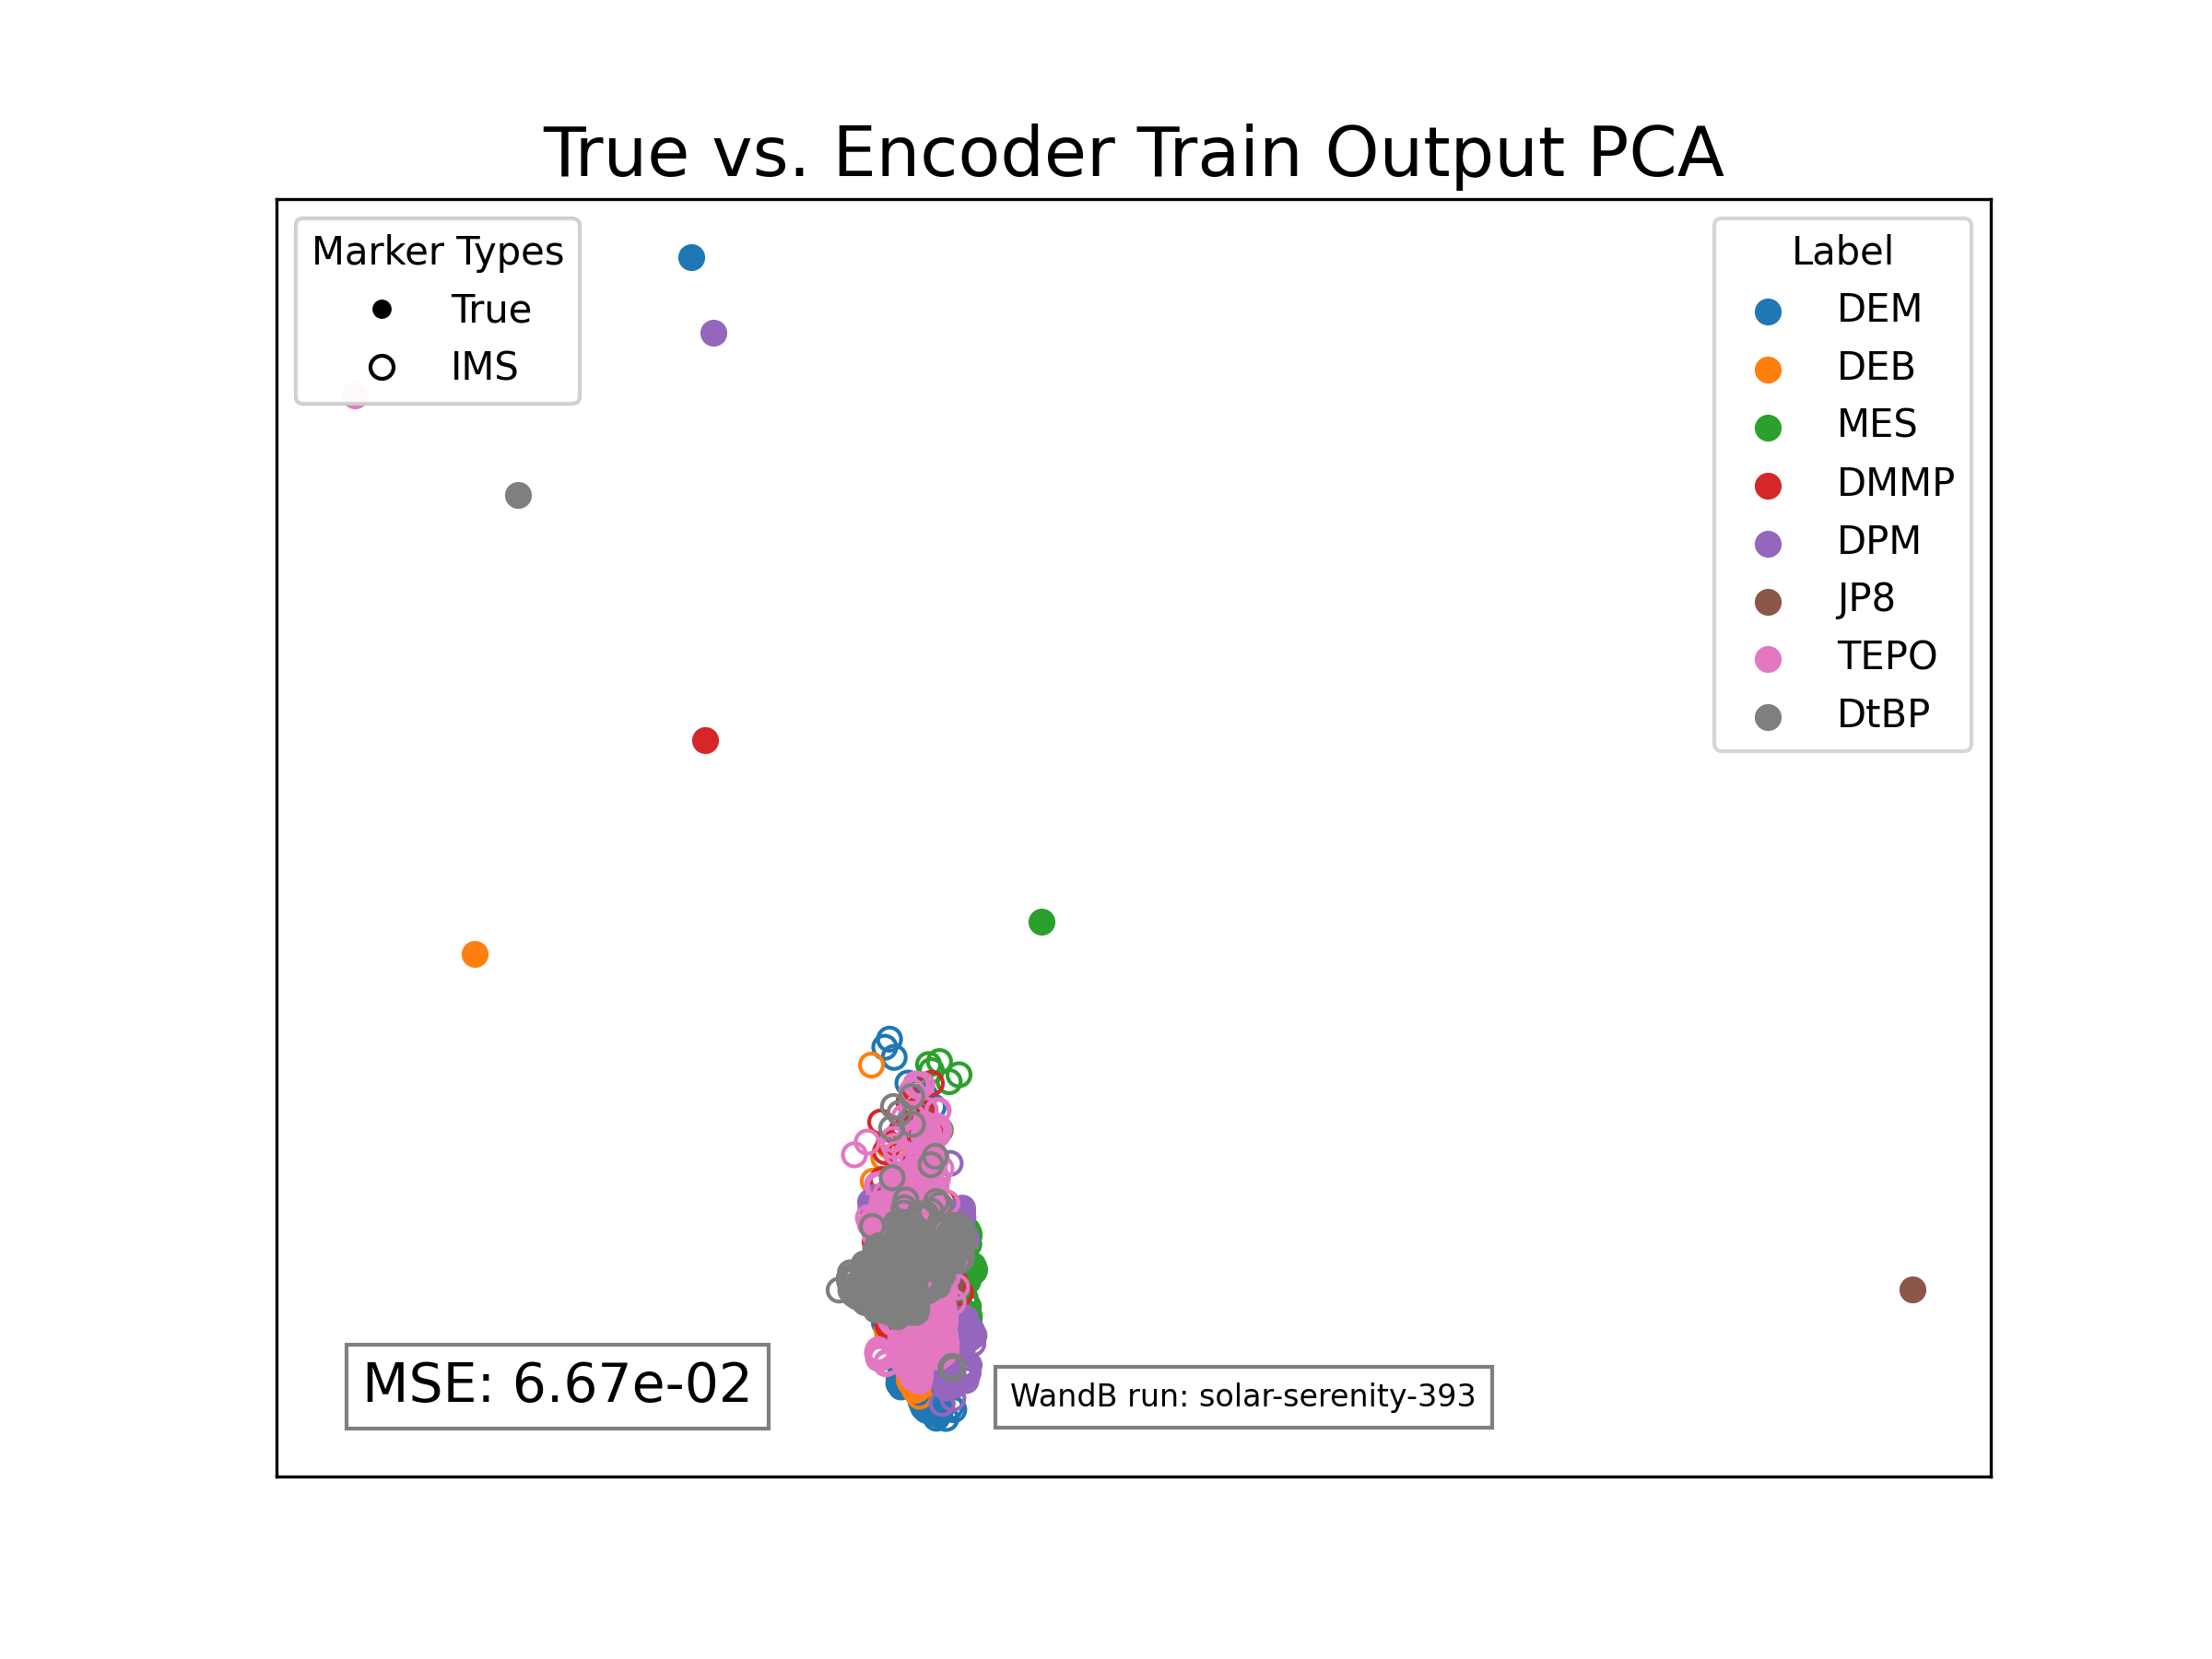 True vs. Encoder Train Output PCA
Marker Types
True
IMS
Label
DEM
DEB
MES
DMMP
DPM
JP8
TEPO
DtBP
MSE: 6.67e-02
WandB run: solar-serenity-393